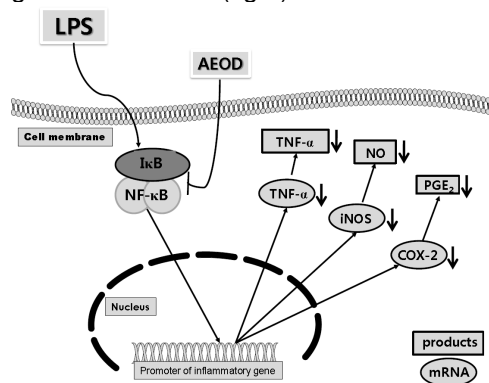 LPS
AEOD
Cell membrane
IκB
NF-κB
TNF-α
TNF-α
NO
iNOS
PGE₂
COX-2
Nucleus
Promoter of inflammatory gene
products
mRNA